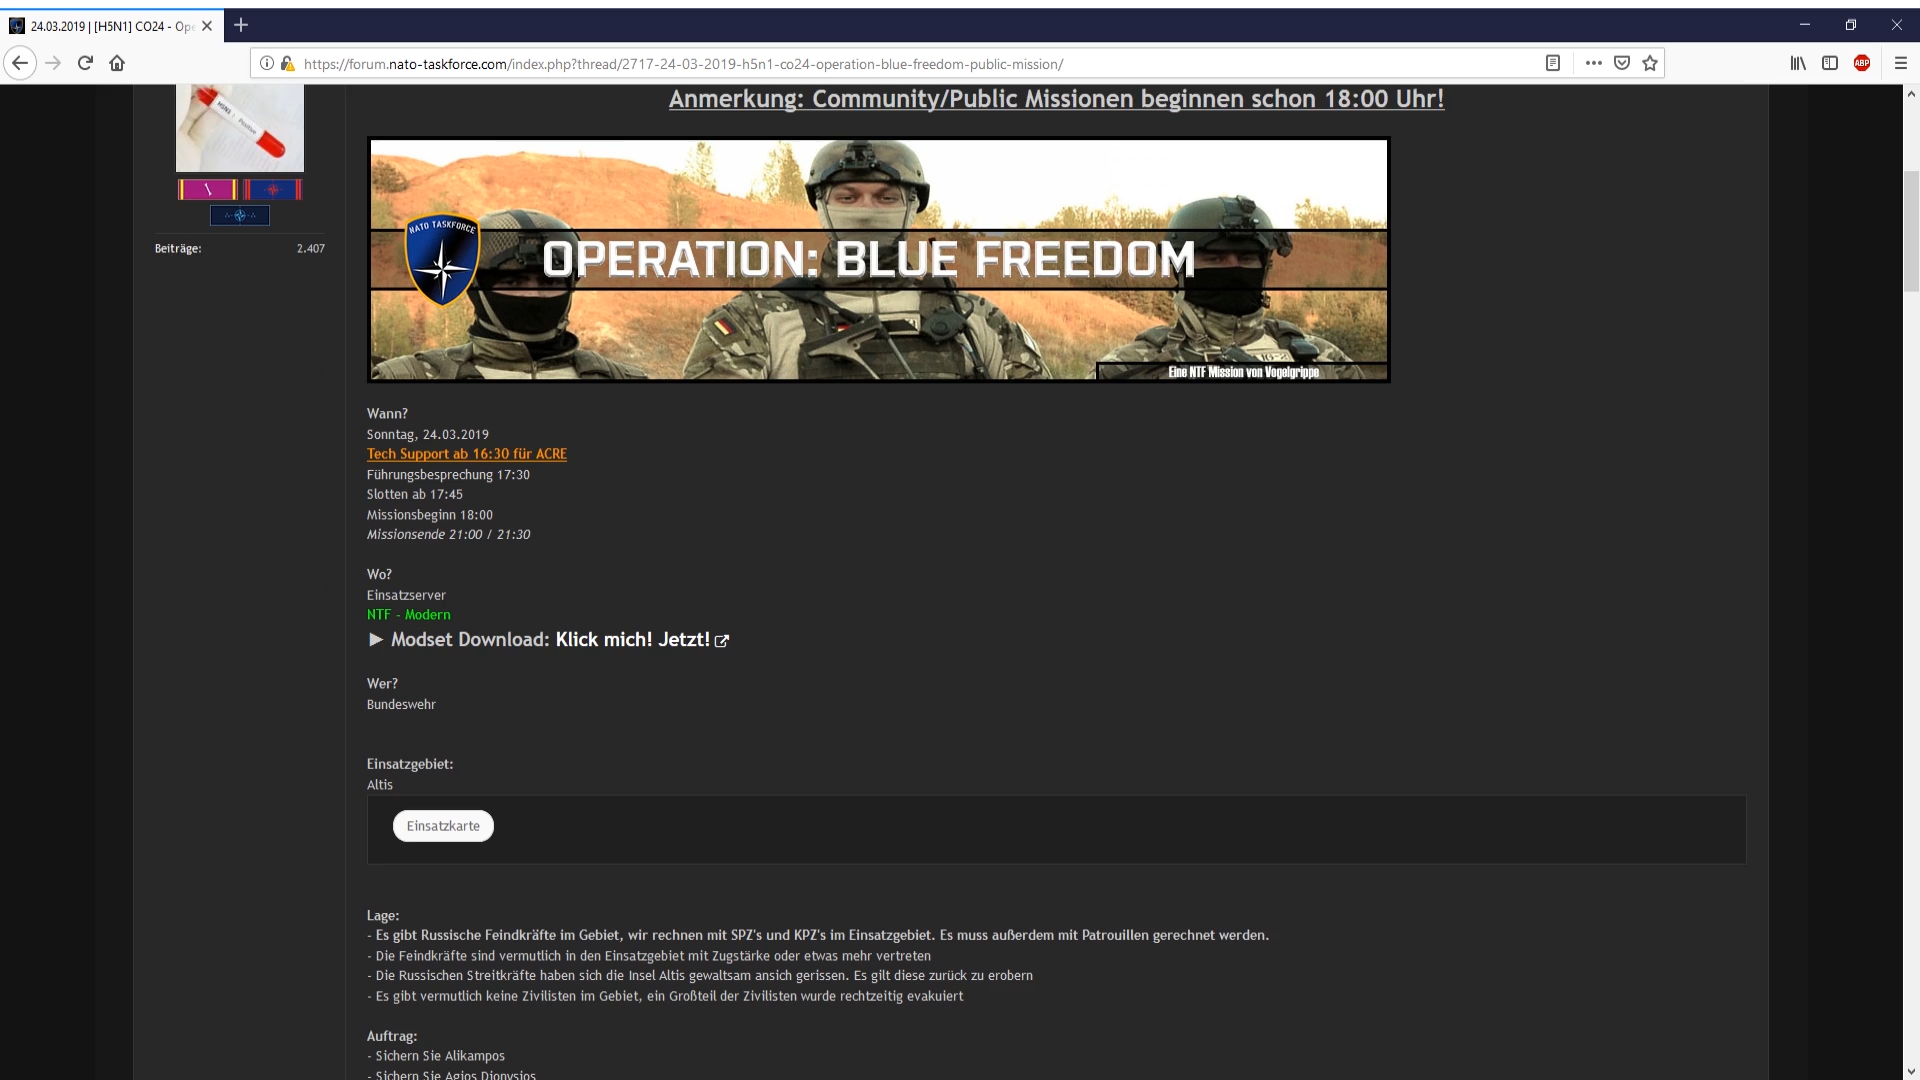 24.03.2019 | [H5N1] CO24 - Ope
https://forum.nato-taskforce.com/index.php?thread/2717-24-03-2019-h5n1-co24-operation-blue-freedom-public-mission/
ABP
H5N1: Positive
Beiträge: 2.407
Anmerkung: Community/Public Missionen beginnen schon 18:00 Uhr!
NATO TASKFORCE
OPERATION: BLUE FREEDOM
Eine NTF Mission von Vogelgrippe
Wann?
Sonntag, 24.03.2019
Tech Support ab 16:30 für ACRE
Führungsbesprechung 17:30
Slotten ab 17:45
Missionsbeginn 18:00
Missionsende 21:00 / 21:30
Wo?
Einsatzserver
NTF - Modern
► Modset Download: Klick mich! Jetzt!
Wer?
Bundeswehr
Einsatzgebiet:
Altis
Einsatzkarte
Lage:
- Es gibt Russische Feindkräfte im Gebiet, wir rechnen mit SPZ's und KPZ's im Einsatzgebiet. Es muss außerdem mit Patrouillen gerechnet werden.
- Die Feindkräfte sind vermutlich in den Einsatzgebiet mit Zugstärke oder etwas mehr vertreten
- Die Russischen Streitkräfte haben sich die Insel Altis gewaltsam ansich gerissen. Es gilt diese zurück zu erobern
- Es gibt vermutlich keine Zivilisten im Gebiet, ein Großteil der Zivilisten wurde rechtzeitig evakuiert
Auftrag:
- Sichern Sie Alikampos
- Sichern Sie Agios Dionysios